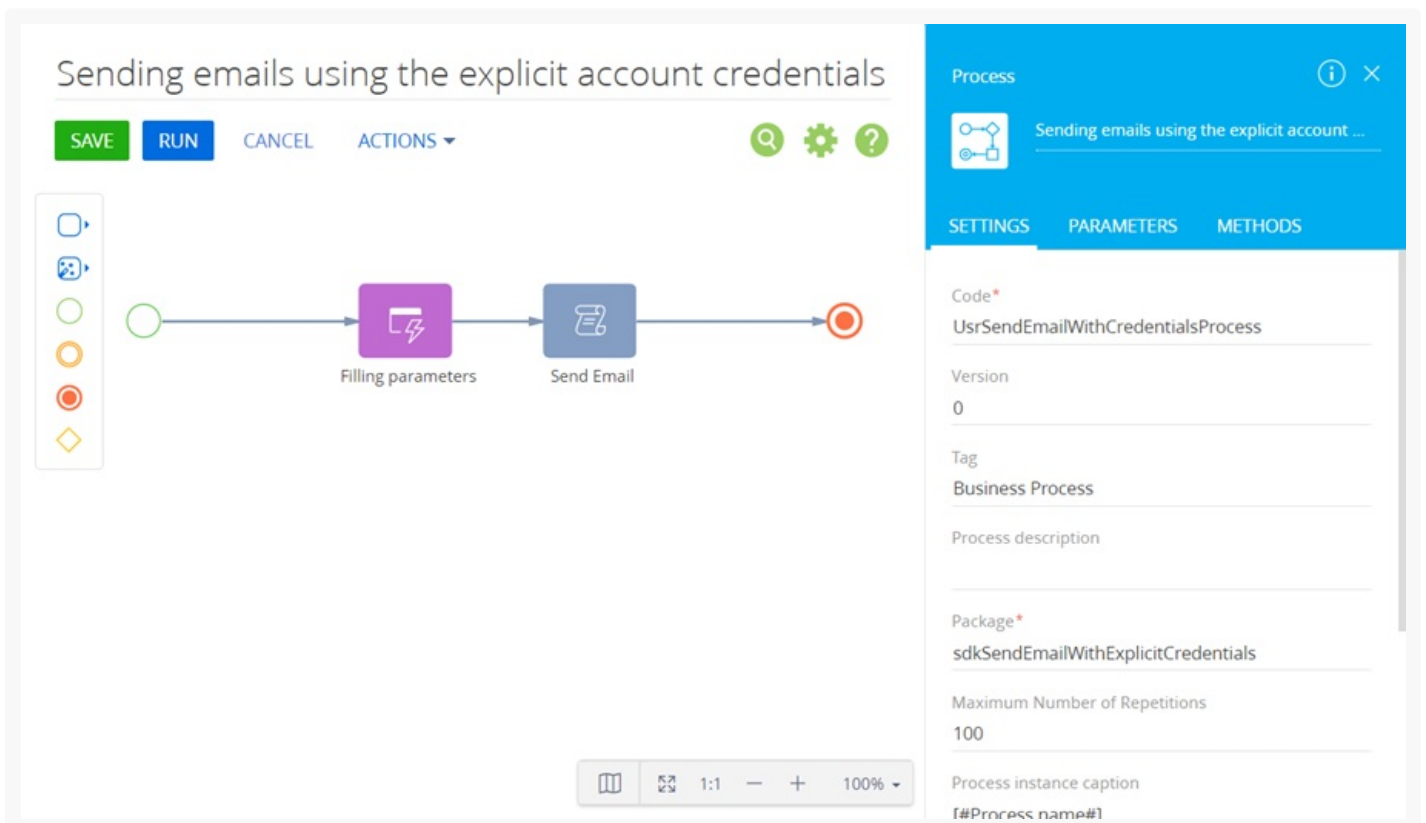 Sending emails using the explicit account credentials
SAVE RUN CANCEL ACTIONS
Filling parameters Send Email
1:1 — + 100%
Process
Sending emails using the explicit account ...
SETTINGS PARAMETERS METHODS
Code*
UsrSendEmailWithCredentialsProcess
Version
0
Tag
Business Process
Process description
Package*
sdkSendEmailWithExplicitCredentials
Maximum Number of Repetitions
100
Process instance caption
[#Process name#]